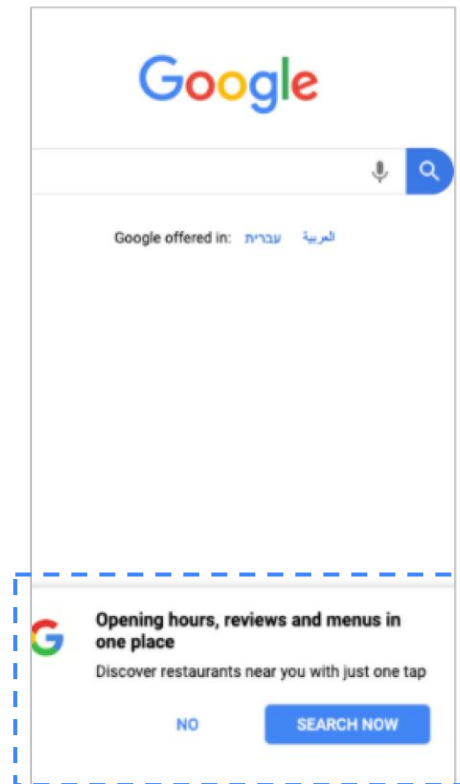 Google
Google offered in: עברית العربية
G
Opening hours, reviews and menus in
one place
Discover restaurants near you with just one tap
NO
SEARCH NOW